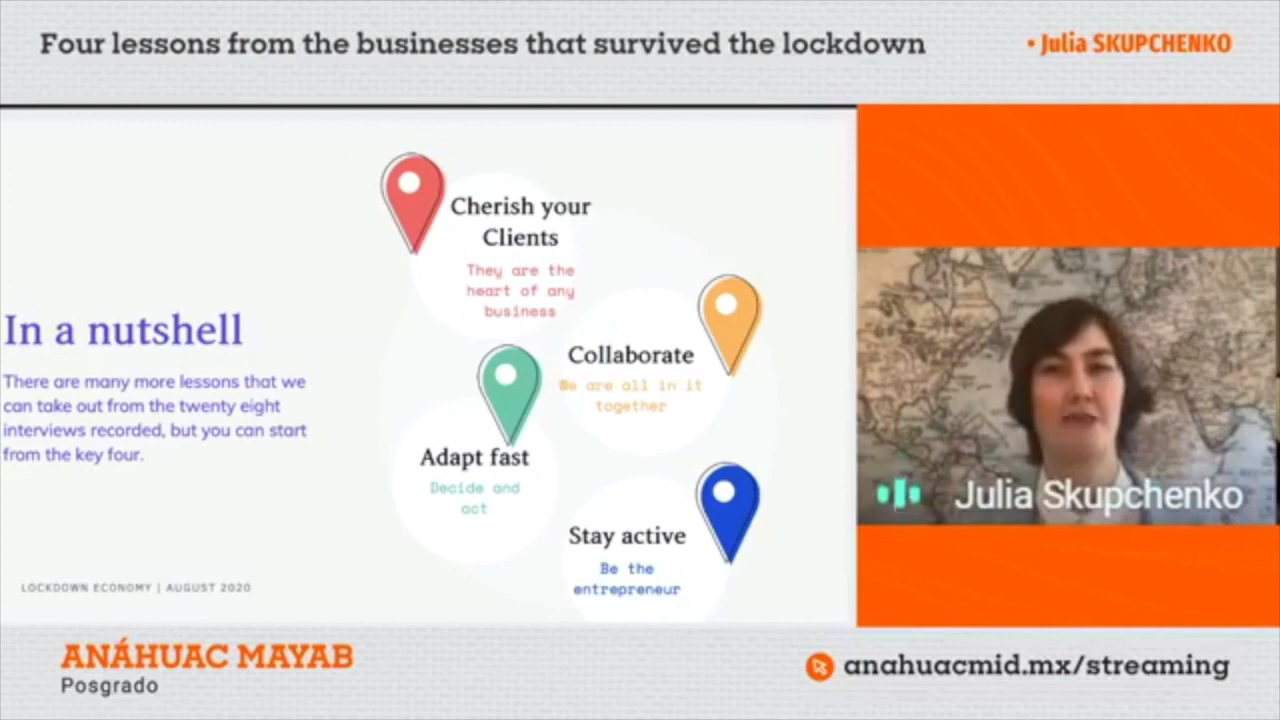 Four lessons from the businesses that survived the lockdown
• Julia SKUPCHENKO
In a nutshell
There are many more lessons that we
can take out from the twenty eight
interviews recorded, but you can start
from the key four.
Cherish your
Clients
They are the
heart of any
business
Collaborate
We are all in it
together
Adapt fast
Decide and
act
Stay active
Be the
entrepreneur
LOCKDOWN ECONOMY | AUGUST 2020
Julia Skupchenko
ANÁHUAC MAYAB
Posgrado
anahuacmid.mx/streaming